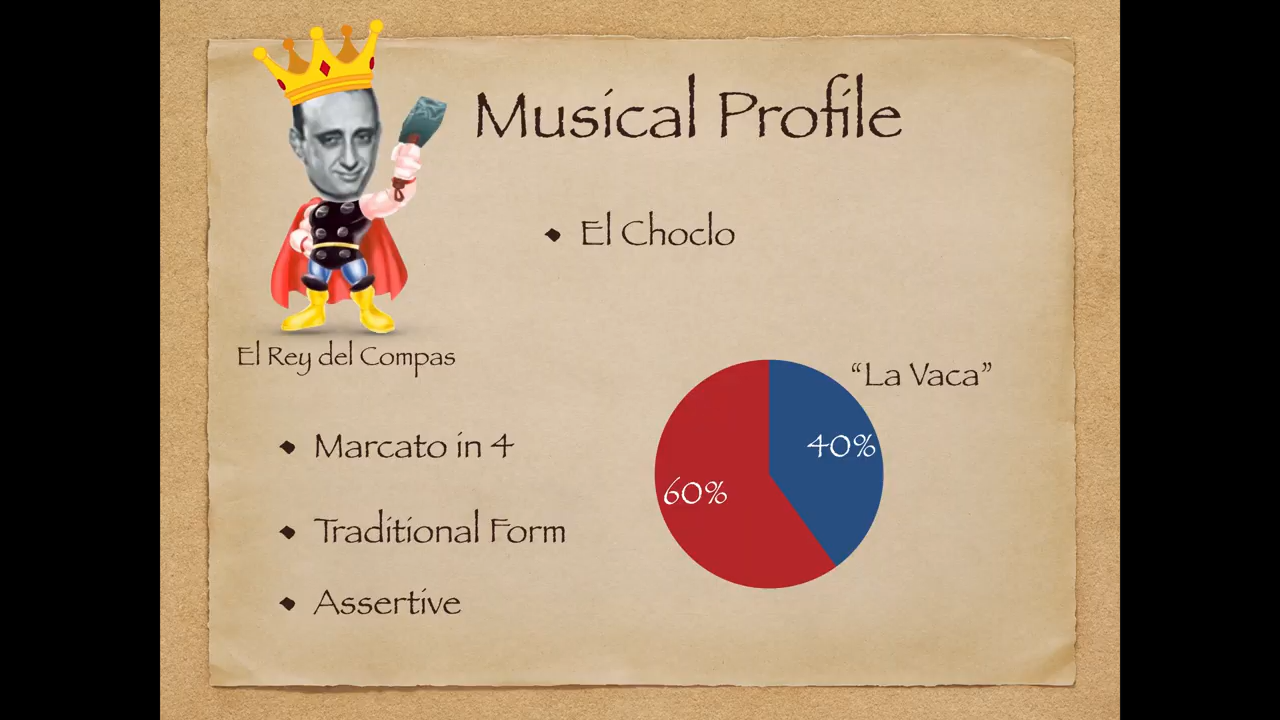 Musical Profile
El Choclo
El Rey del Compas
Marcato in 4
Traditional Form
Assertive
“La Vaca”
40%
60%